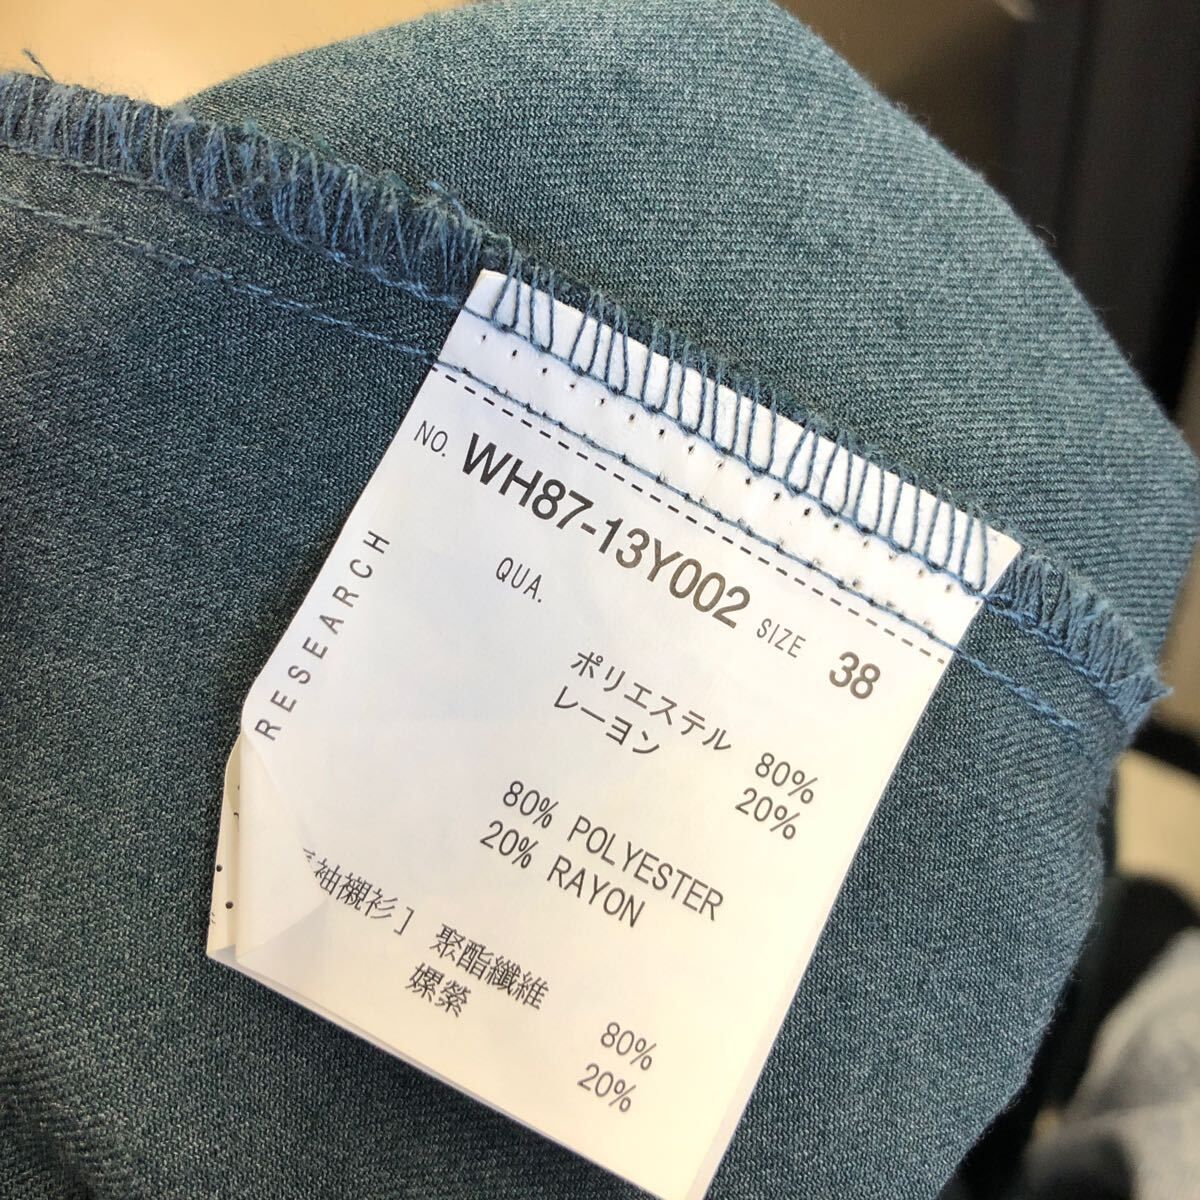 NO. WH87-13Y002 SIZE 38
QUA.
RESEARCH
ポリエステル 80%
レーヨン 20%
80% POLYESTER
20% RAYON
袖襯衫] 聚酯纖維 80%
嫘縈 20%